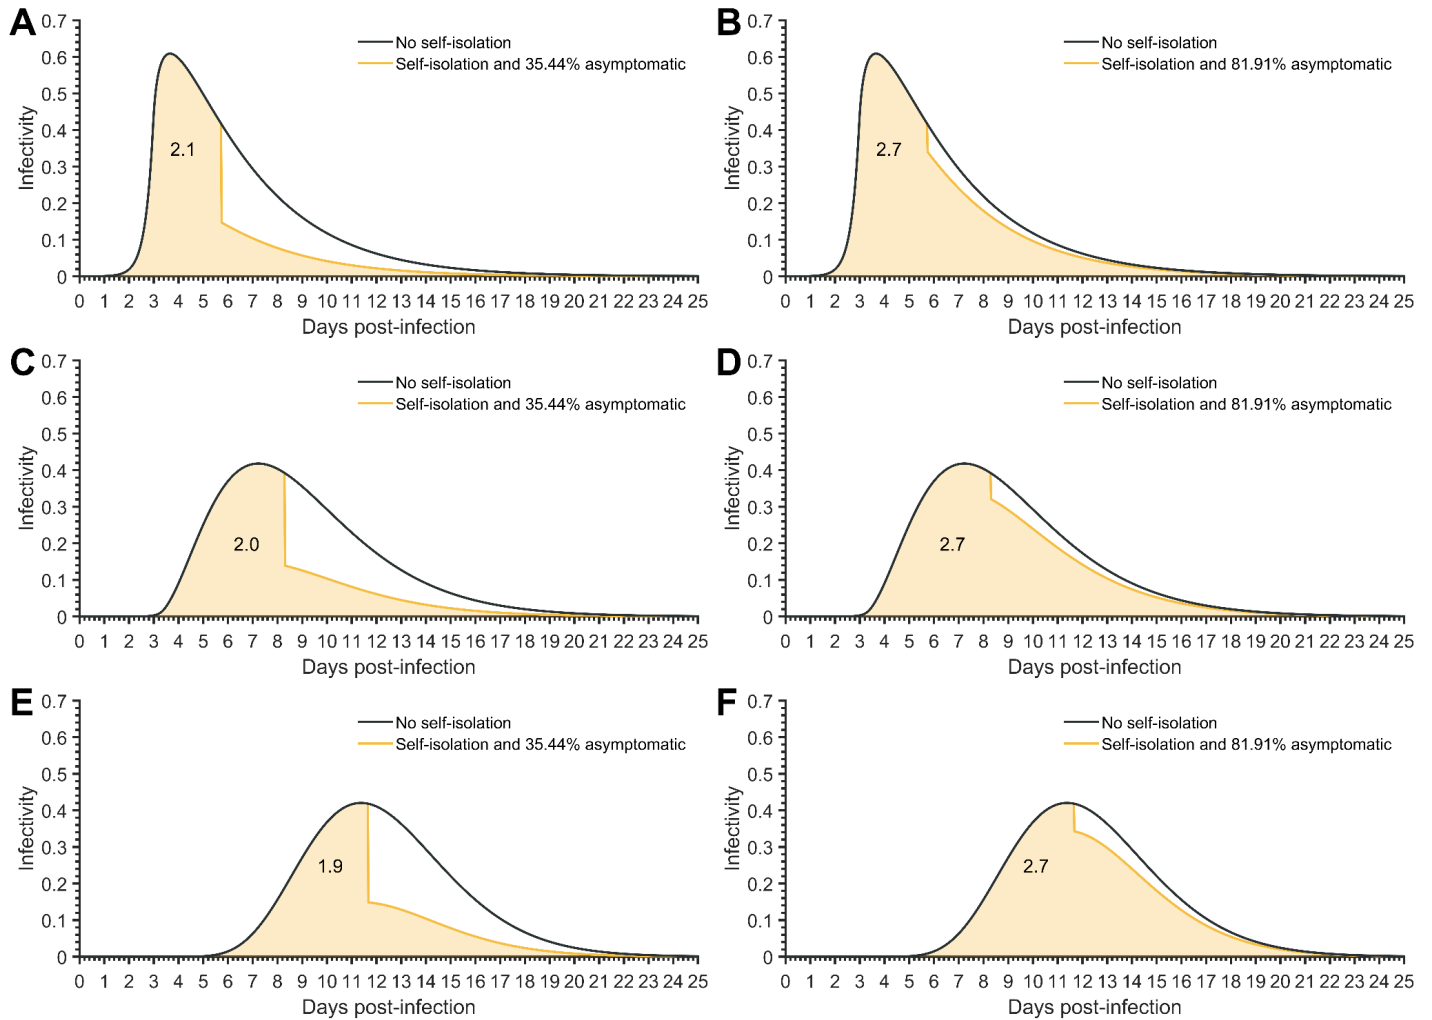 A
0.7
0.6
0.5
0.4
0.3
0.2
0.1
0
Infectivity
No self-isolation
Self-isolation and 35.44% asymptomatic
2.1
0 1 2 3 4 5 6 7 8 9 10 11 12 13 14 15 16 17 18 19 20 21 22 23 24 25
Days post-infection
B
0.7
0.6
0.5
0.4
0.3
0.2
0.1
0
Infectivity
No self-isolation
Self-isolation and 81.91% asymptomatic
2.7
0 1 2 3 4 5 6 7 8 9 10 11 12 13 14 15 16 17 18 19 20 21 22 23 24 25
Days post-infection
C
0.7
0.6
0.5
0.4
0.3
0.2
0.1
0
Infectivity
No self-isolation
Self-isolation and 35.44% asymptomatic
2.0
0 1 2 3 4 5 6 7 8 9 10 11 12 13 14 15 16 17 18 19 20 21 22 23 24 25
Days post-infection
D
0.7
0.6
0.5
0.4
0.3
0.2
0.1
0
Infectivity
No self-isolation
Self-isolation and 81.91% asymptomatic
2.7
0 1 2 3 4 5 6 7 8 9 10 11 12 13 14 15 16 17 18 19 20 21 22 23 24 25
Days post-infection
E
0.7
0.6
0.5
0.4
0.3
0.2
0.1
0
Infectivity
No self-isolation
Self-isolation and 35.44% asymptomatic
1.9
0 1 2 3 4 5 6 7 8 9 10 11 12 13 14 15 16 17 18 19 20 21 22 23 24 25
Days post-infection
F
0.7
0.6
0.5
0.4
0.3
0.2
0.1
0
Infectivity
No self-isolation
Self-isolation and 81.91% asymptomatic
2.7
0 1 2 3 4 5 6 7 8 9 10 11 12 13 14 15 16 17 18 19 20 21 22 23 24 25
Days post-infection